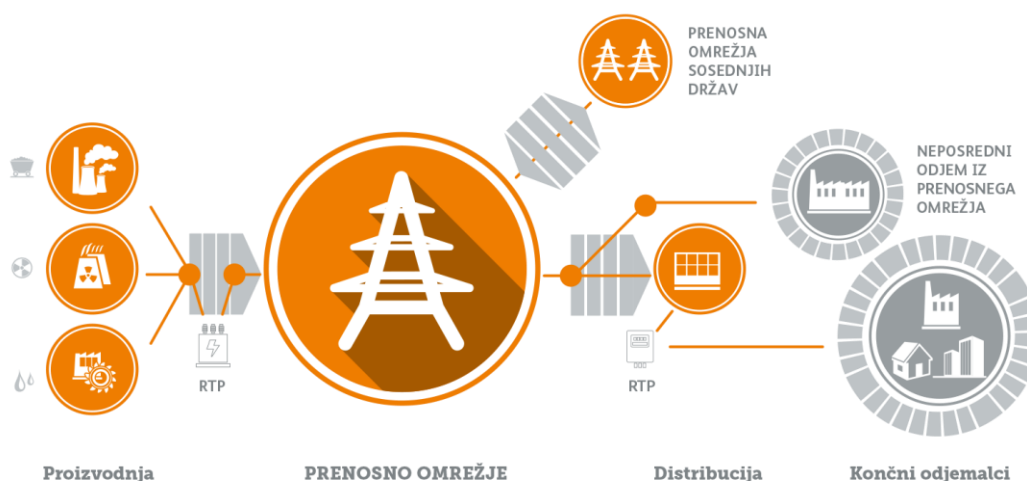 PRENOSNA
OMREŽJA
SOSEDNJIH
DRŽAV
NEPOSREDNI
ODJEM IZ
PRENOSNEGA
OMREŽJA
RTP
RTP
Proizvodnja
PRENOSNO OMREŽJE
Distribucija
Končni odjemalci